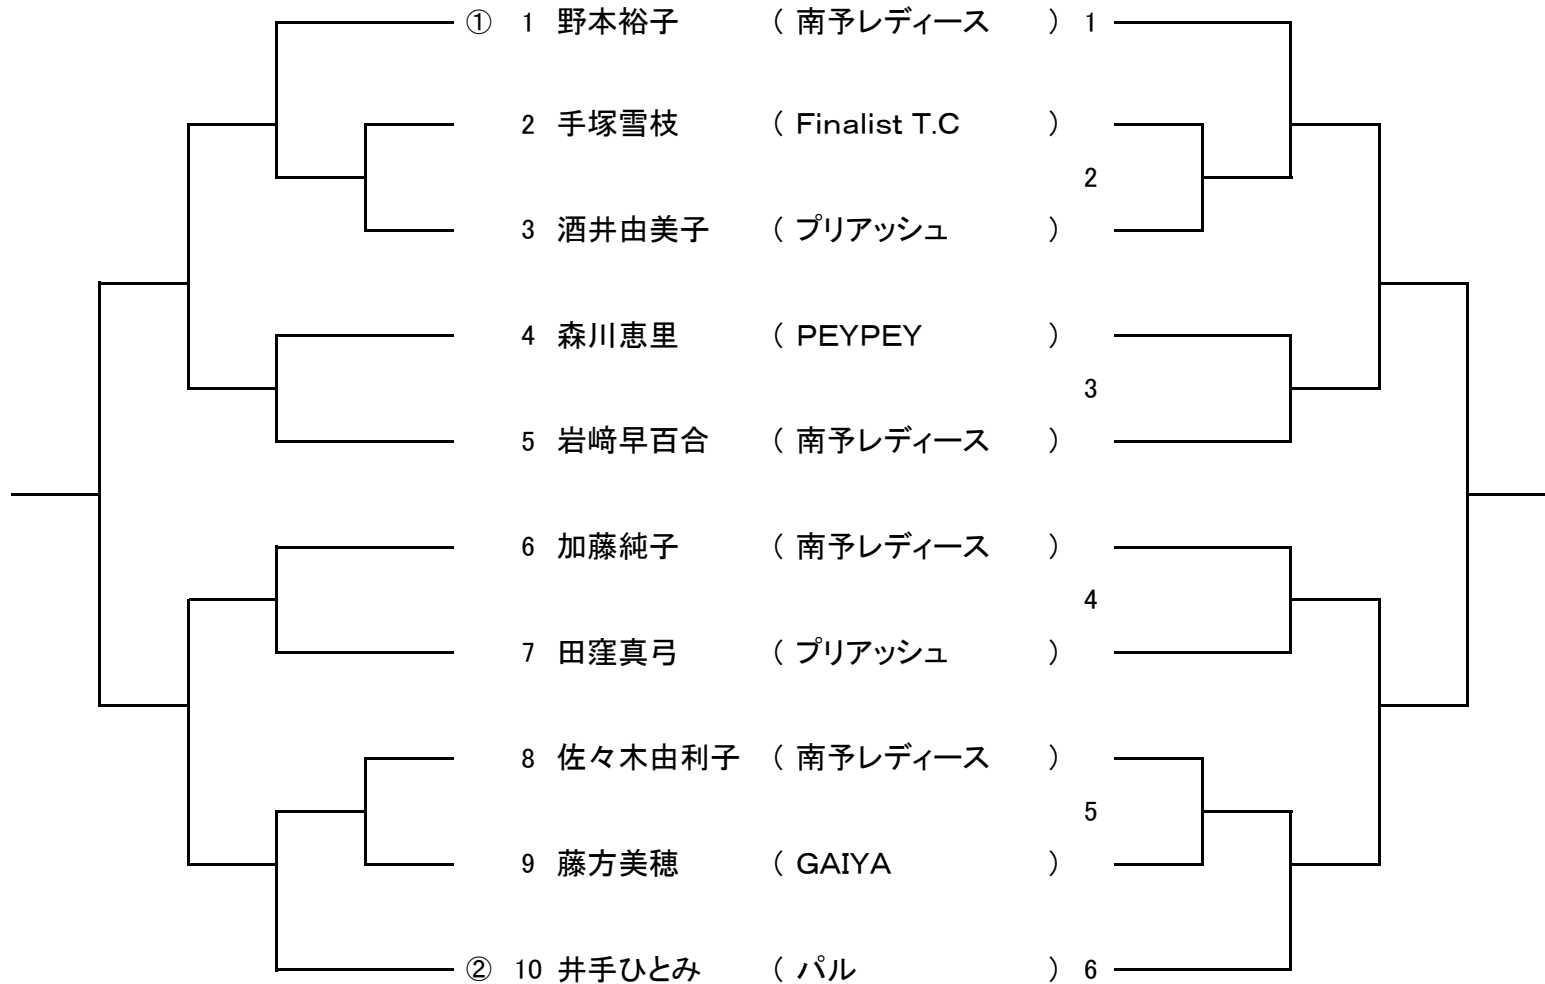 ① 1 野本裕子 ( 南予レディース ) 1
2 手塚雪枝 ( Finalist T.C )
2
3 酒井由美子 ( プリアッシュ )
4 森川恵里 ( PEYPEY )
3
5 岩﨑早百合 ( 南予レディース )
6 加藤純子 ( 南予レディース )
4
7 田窪真弓 ( プリアッシュ )
8 佐々木由利子 ( 南予レディース )
5
9 藤方美穂 ( GAIYA )
② 10 井手ひとみ ( パル ) 6